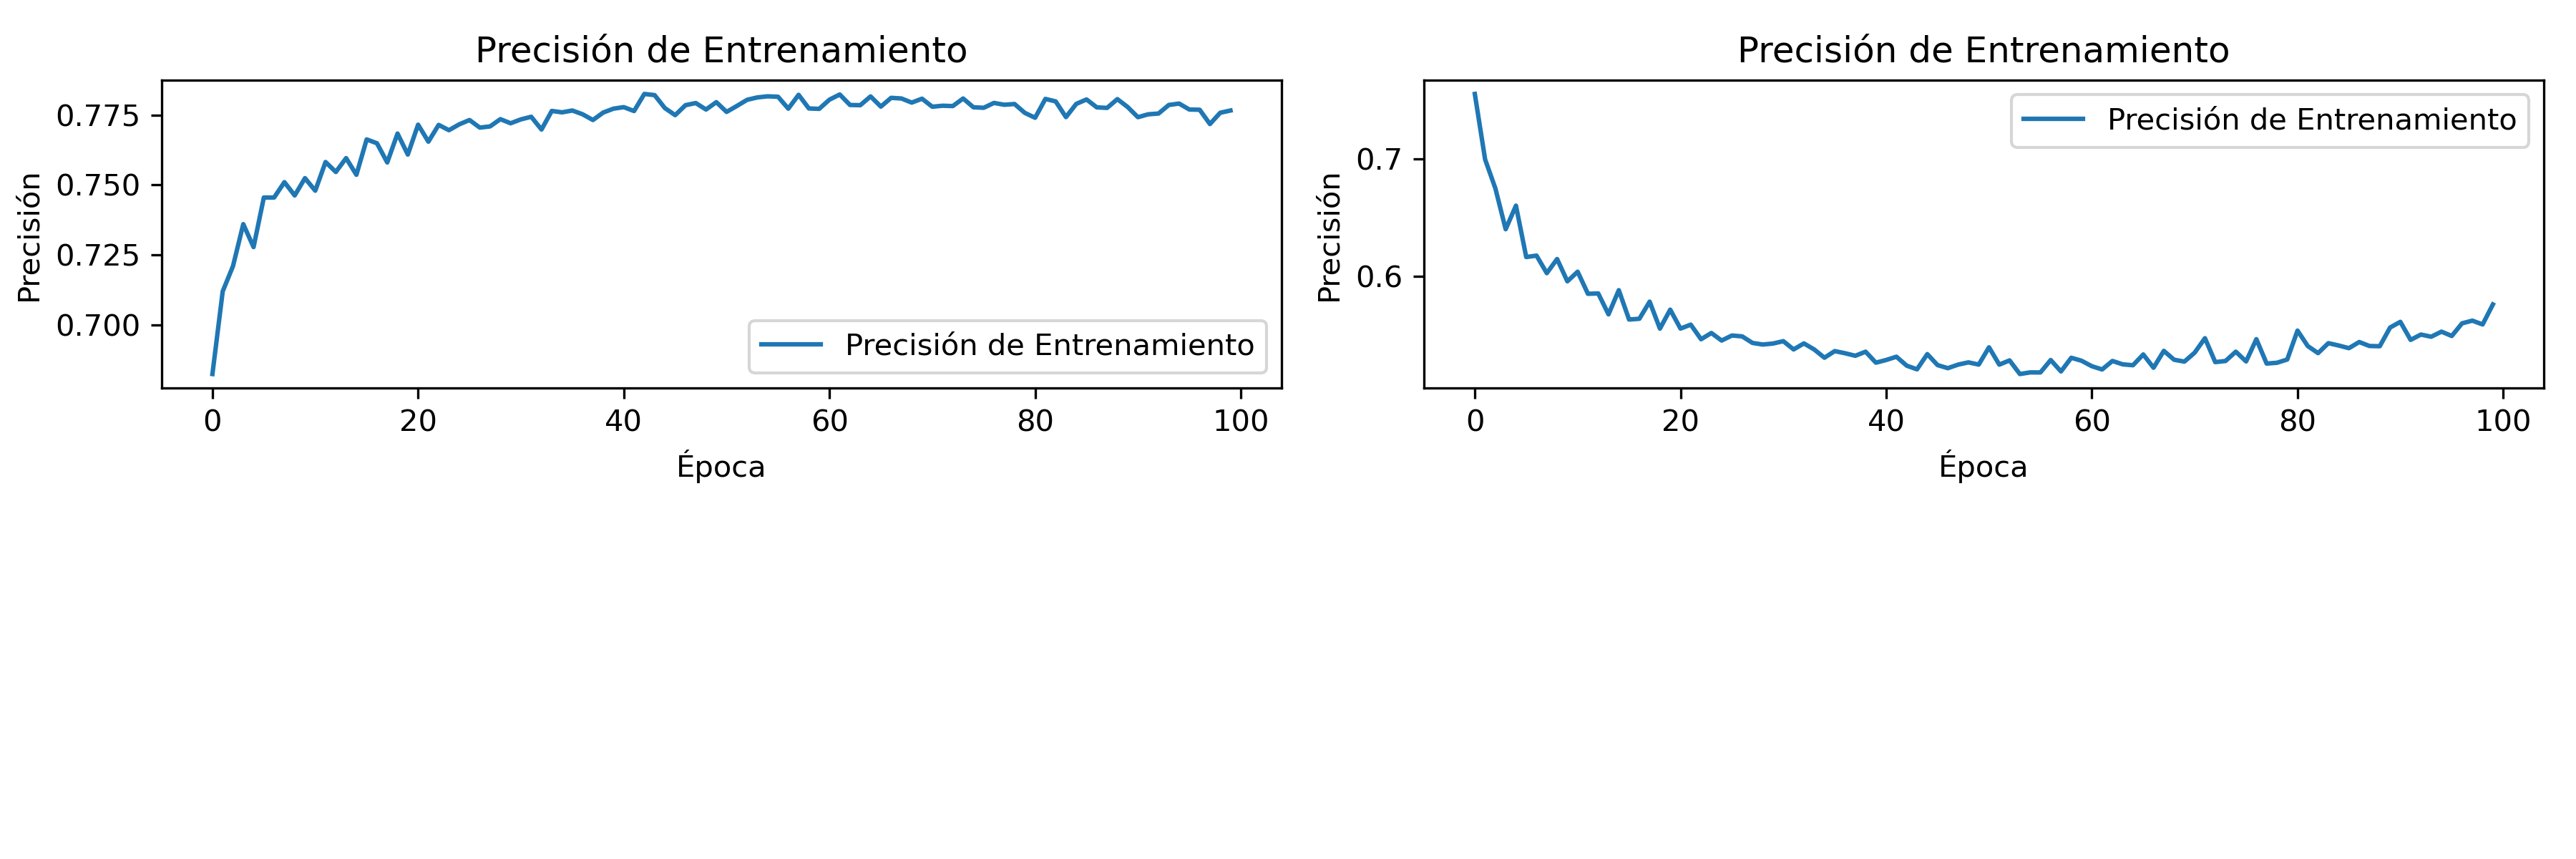 Precisión de Entrenamiento
Precisión
0.775
0.750
0.725
0.700
Precisión de Entrenamiento
0 20 40 60 80 100
Época
Precisión de Entrenamiento
Precisión
0.7
0.6
Precisión de Entrenamiento
0 20 40 60 80 100
Época